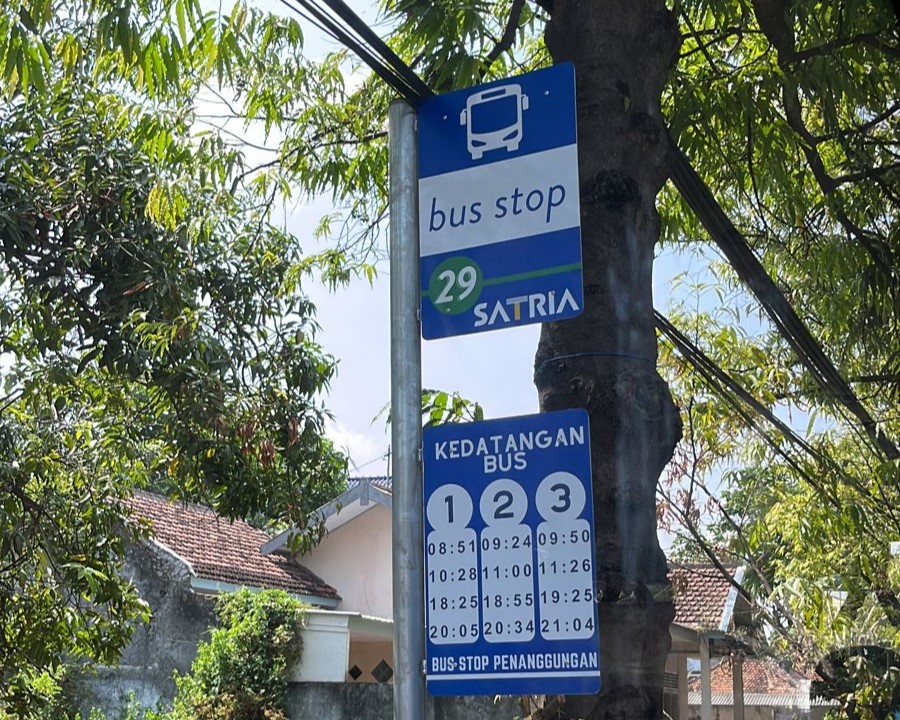 bus stop
29
SATRIA
KEDATANGAN
BUS
1 2 3
08:51 09:24 09:50
10:28 11:00 11:26
18:25 18:55 19:25
20:05 20:34 21:04
BUS STOP PENANGGUNGAN